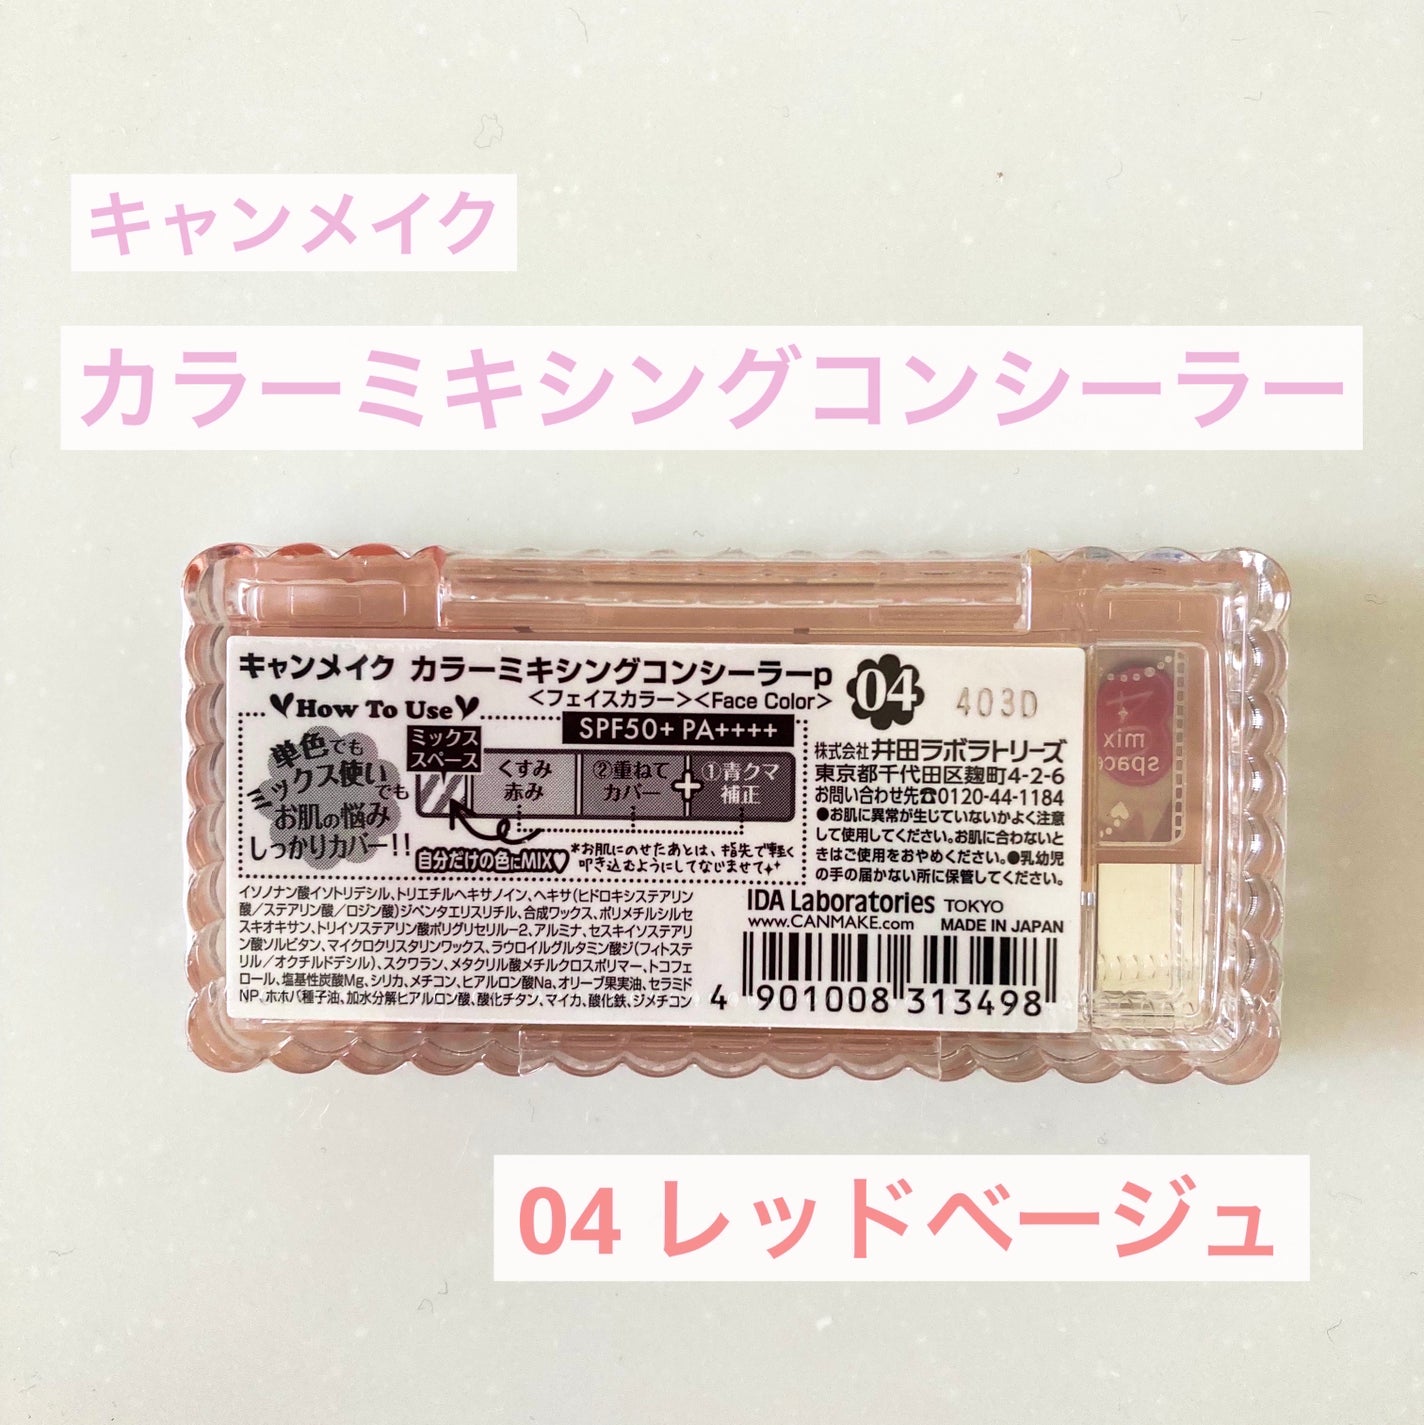 キャンメイク
カラーミキシングコンシーラー
キャンメイク カラーミキシングコンシーラーp
<フェイスカラー><Face Color>
04
403D
How To Use
SPF50+ PA++++
単色でも
ミックス使い
でも
お肌の悩み
しっかりカバー!!
ミックス
スペース
くすみ
赤み
②重ねて
カバー
+
①青クマ
補正
自分だけの色にMIX♥
*お肌にのせたあとは、指先で軽く
叩き込むようにしてなじませて
株式会社 井田ラボラトリーズ
東京都千代田区麹町4-2-6
お問い合わせ先☎0120-44-1184
●お肌に異常が生じていないかよく注意
して使用してください。お肌に合わないと
きはご使用をおやめください。●乳幼児
の手の届かない所に保管してください。
イソノナン酸イソトリデシル、トリエチルヘキサノイン、ヘキサ(ヒドロキシステアリン
酸/ステアリン酸/ロジン酸)ジペンタエリスリチル、合成ワックス、ポリメチルシルセ
スキオキサン、トリイソステアリン酸ポリグリセリル-2、アルミナ、セスキイソステアリ
ン酸ソルビタン、マイクロクリスタリンワックス、ラウロイルグルタミン酸ジ(フィトステ
リル/オクチルドデシル)、スクワラン、メタクリル酸メチルクロスポリマー、トコフェ
ロール、塩基性炭酸Mg、シリカ、メチコン、ヒアルロン酸Na、オリーブ果実油、セラミド
NP、ホホバ種子油、加水分解ヒアルロン酸、酸化チタン、マイカ、酸化鉄、ジメチコン
IDA Laboratories TOKYO
www.CANMAKE.com MADE IN JAPAN
4 901008 313498
mix
space
04 レッドベージュ